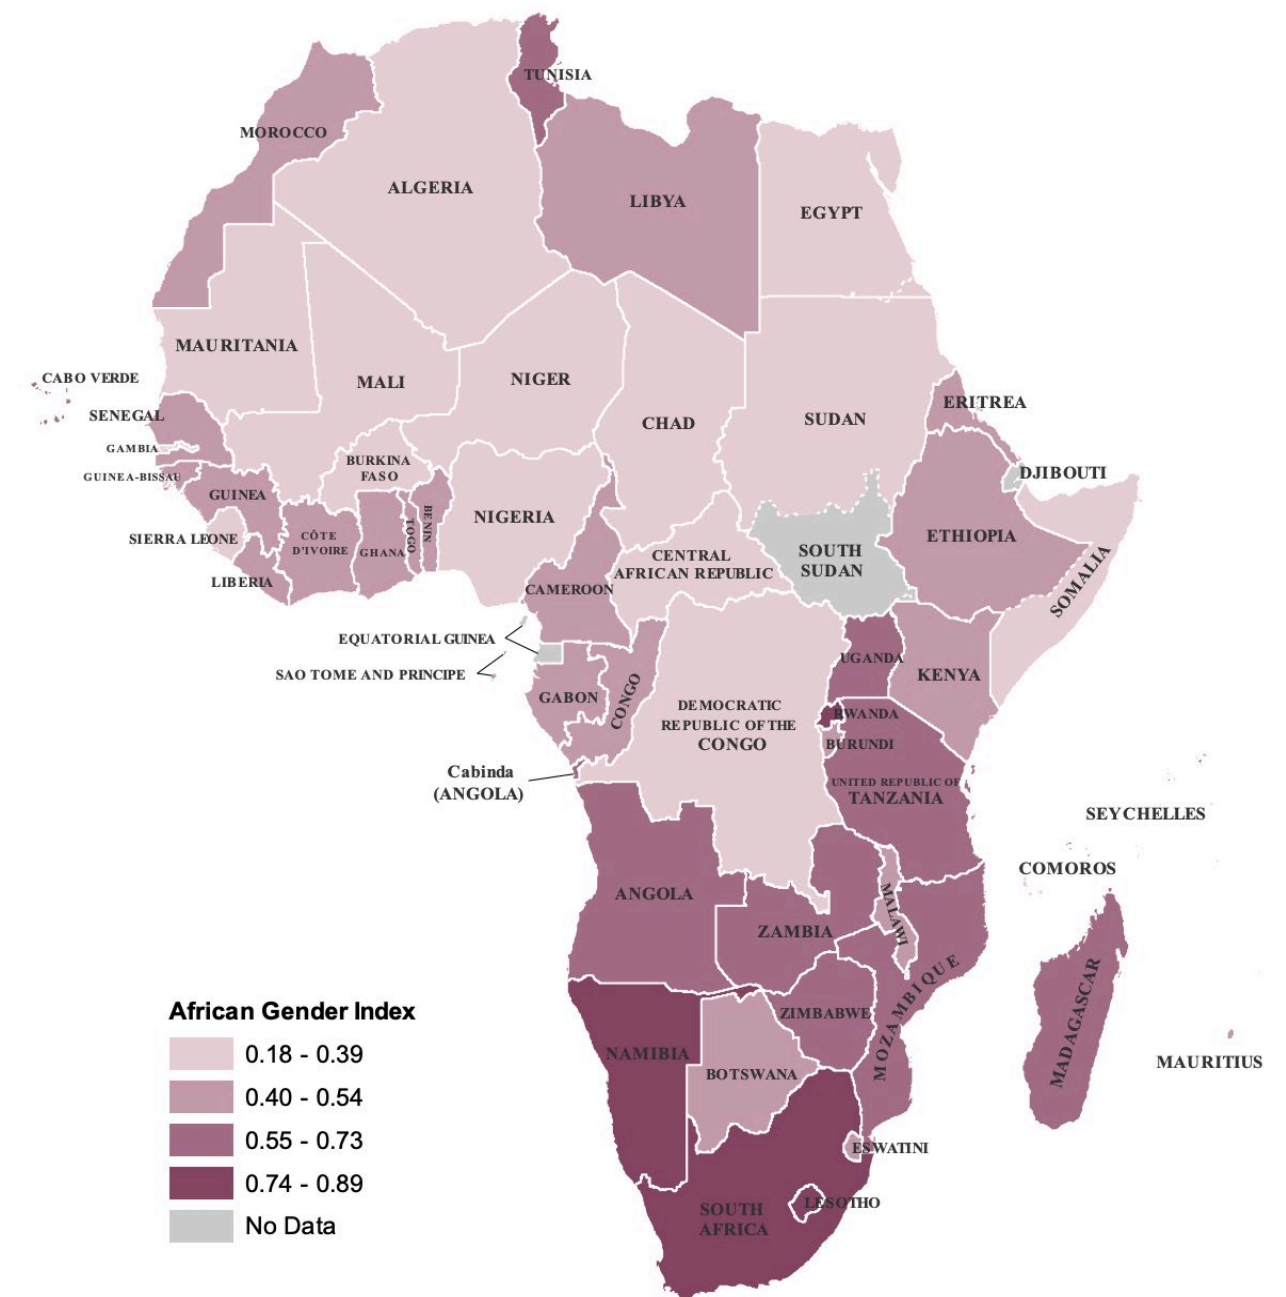 TUNISIA
MOROCCO
ALGERIA
LIBYA
EGYPT
MAURITANIA
CABO VERDE
MALI
NIGER
CHAD
SUDAN
ERITREA
SENEGAL
GAMBIA
GUINEA-BISSAU
BURKINA
FASO
DJIBOUTI
GUINEA
SIERRA LEONE
CÔTE
D'IVOIRE
GHANA
TOGO
BENIN
NIGERIA
LIBERIA
CENTRAL
AFRICAN REPUBLIC
SOUTH
SUDAN
ETHIOPIA
SOMALIA
CAMEROON
EQUATORIAL GUINEA
SAO TOME AND PRINCIPE
GABON
CONGO
UGANDA
KENYA
DEMOCRATIC
REPUBLIC OF THE
CONGO
RWANDA
BURUNDI
Cabinda
(ANGOLA)
UNITED REPUBLIC OF
TANZANIA
SEYCHELLES
COMOROS
ANGOLA
ZAMBIA
MALAWI
MOZAMBIQUE
MADAGASCAR
ZIMBABWE
NAMIBIA
BOTSWANA
MAURITIUS
ESWATINI
LESOTHO
SOUTH
AFRICA
African Gender Index
0.18 - 0.39
0.40 - 0.54
0.55 - 0.73
0.74 - 0.89
No Data